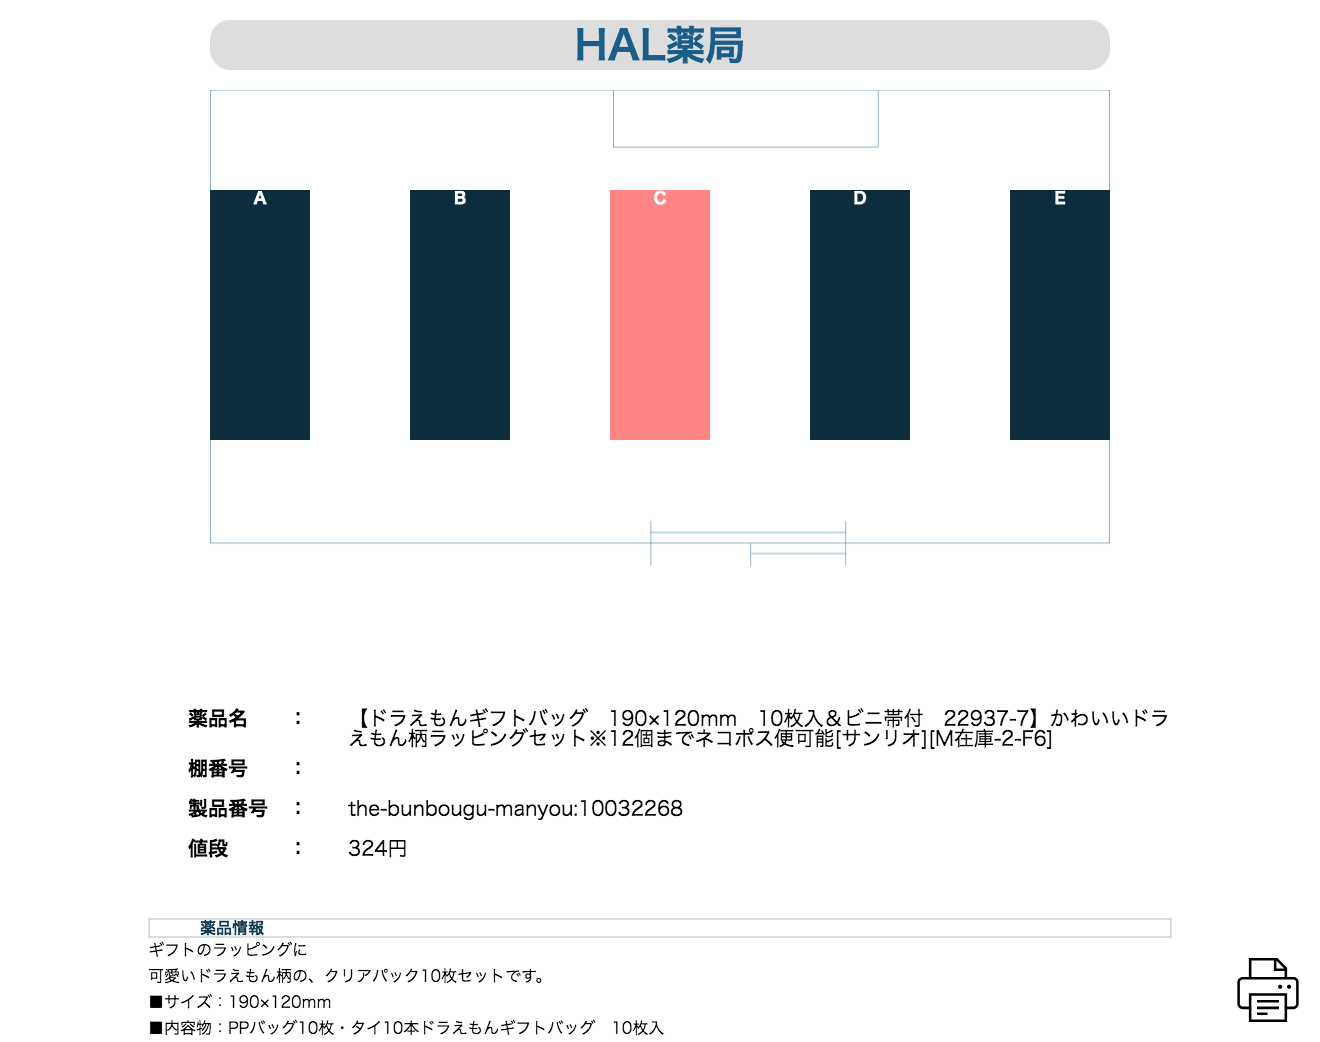 HAL薬局
A B C D E
薬品名 : 【ドラえもんギフトバッグ　190×120mm　10枚入＆ビニ帯付　22937-7】かわいいドラ
えもん柄ラッピングセット※12個までネコポス便可能[サンリオ][M在庫-2-F6]
棚番号 :
製品番号 : the-bunbougu-manyou:10032268
値段 : 324円
薬品情報
ギフトのラッピングに
可愛いドラえもん柄の、クリアパック10枚セットです。
■サイズ：190×120mm
■内容物：PPバッグ10枚・タイ10本ドラえもんギフトバッグ　10枚入